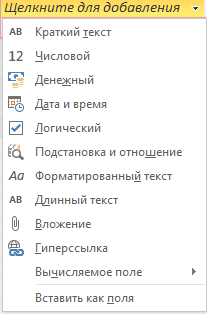 Щелкните для добавления
AB Краткий текст
12 Числовой
Денежный
Дата и время
Логический
Подстановка и отношение
Aa Форматированный текст
AB Длинный текст
Вложение
Гиперссылка
Вычисляемое поле
Вставить как поля